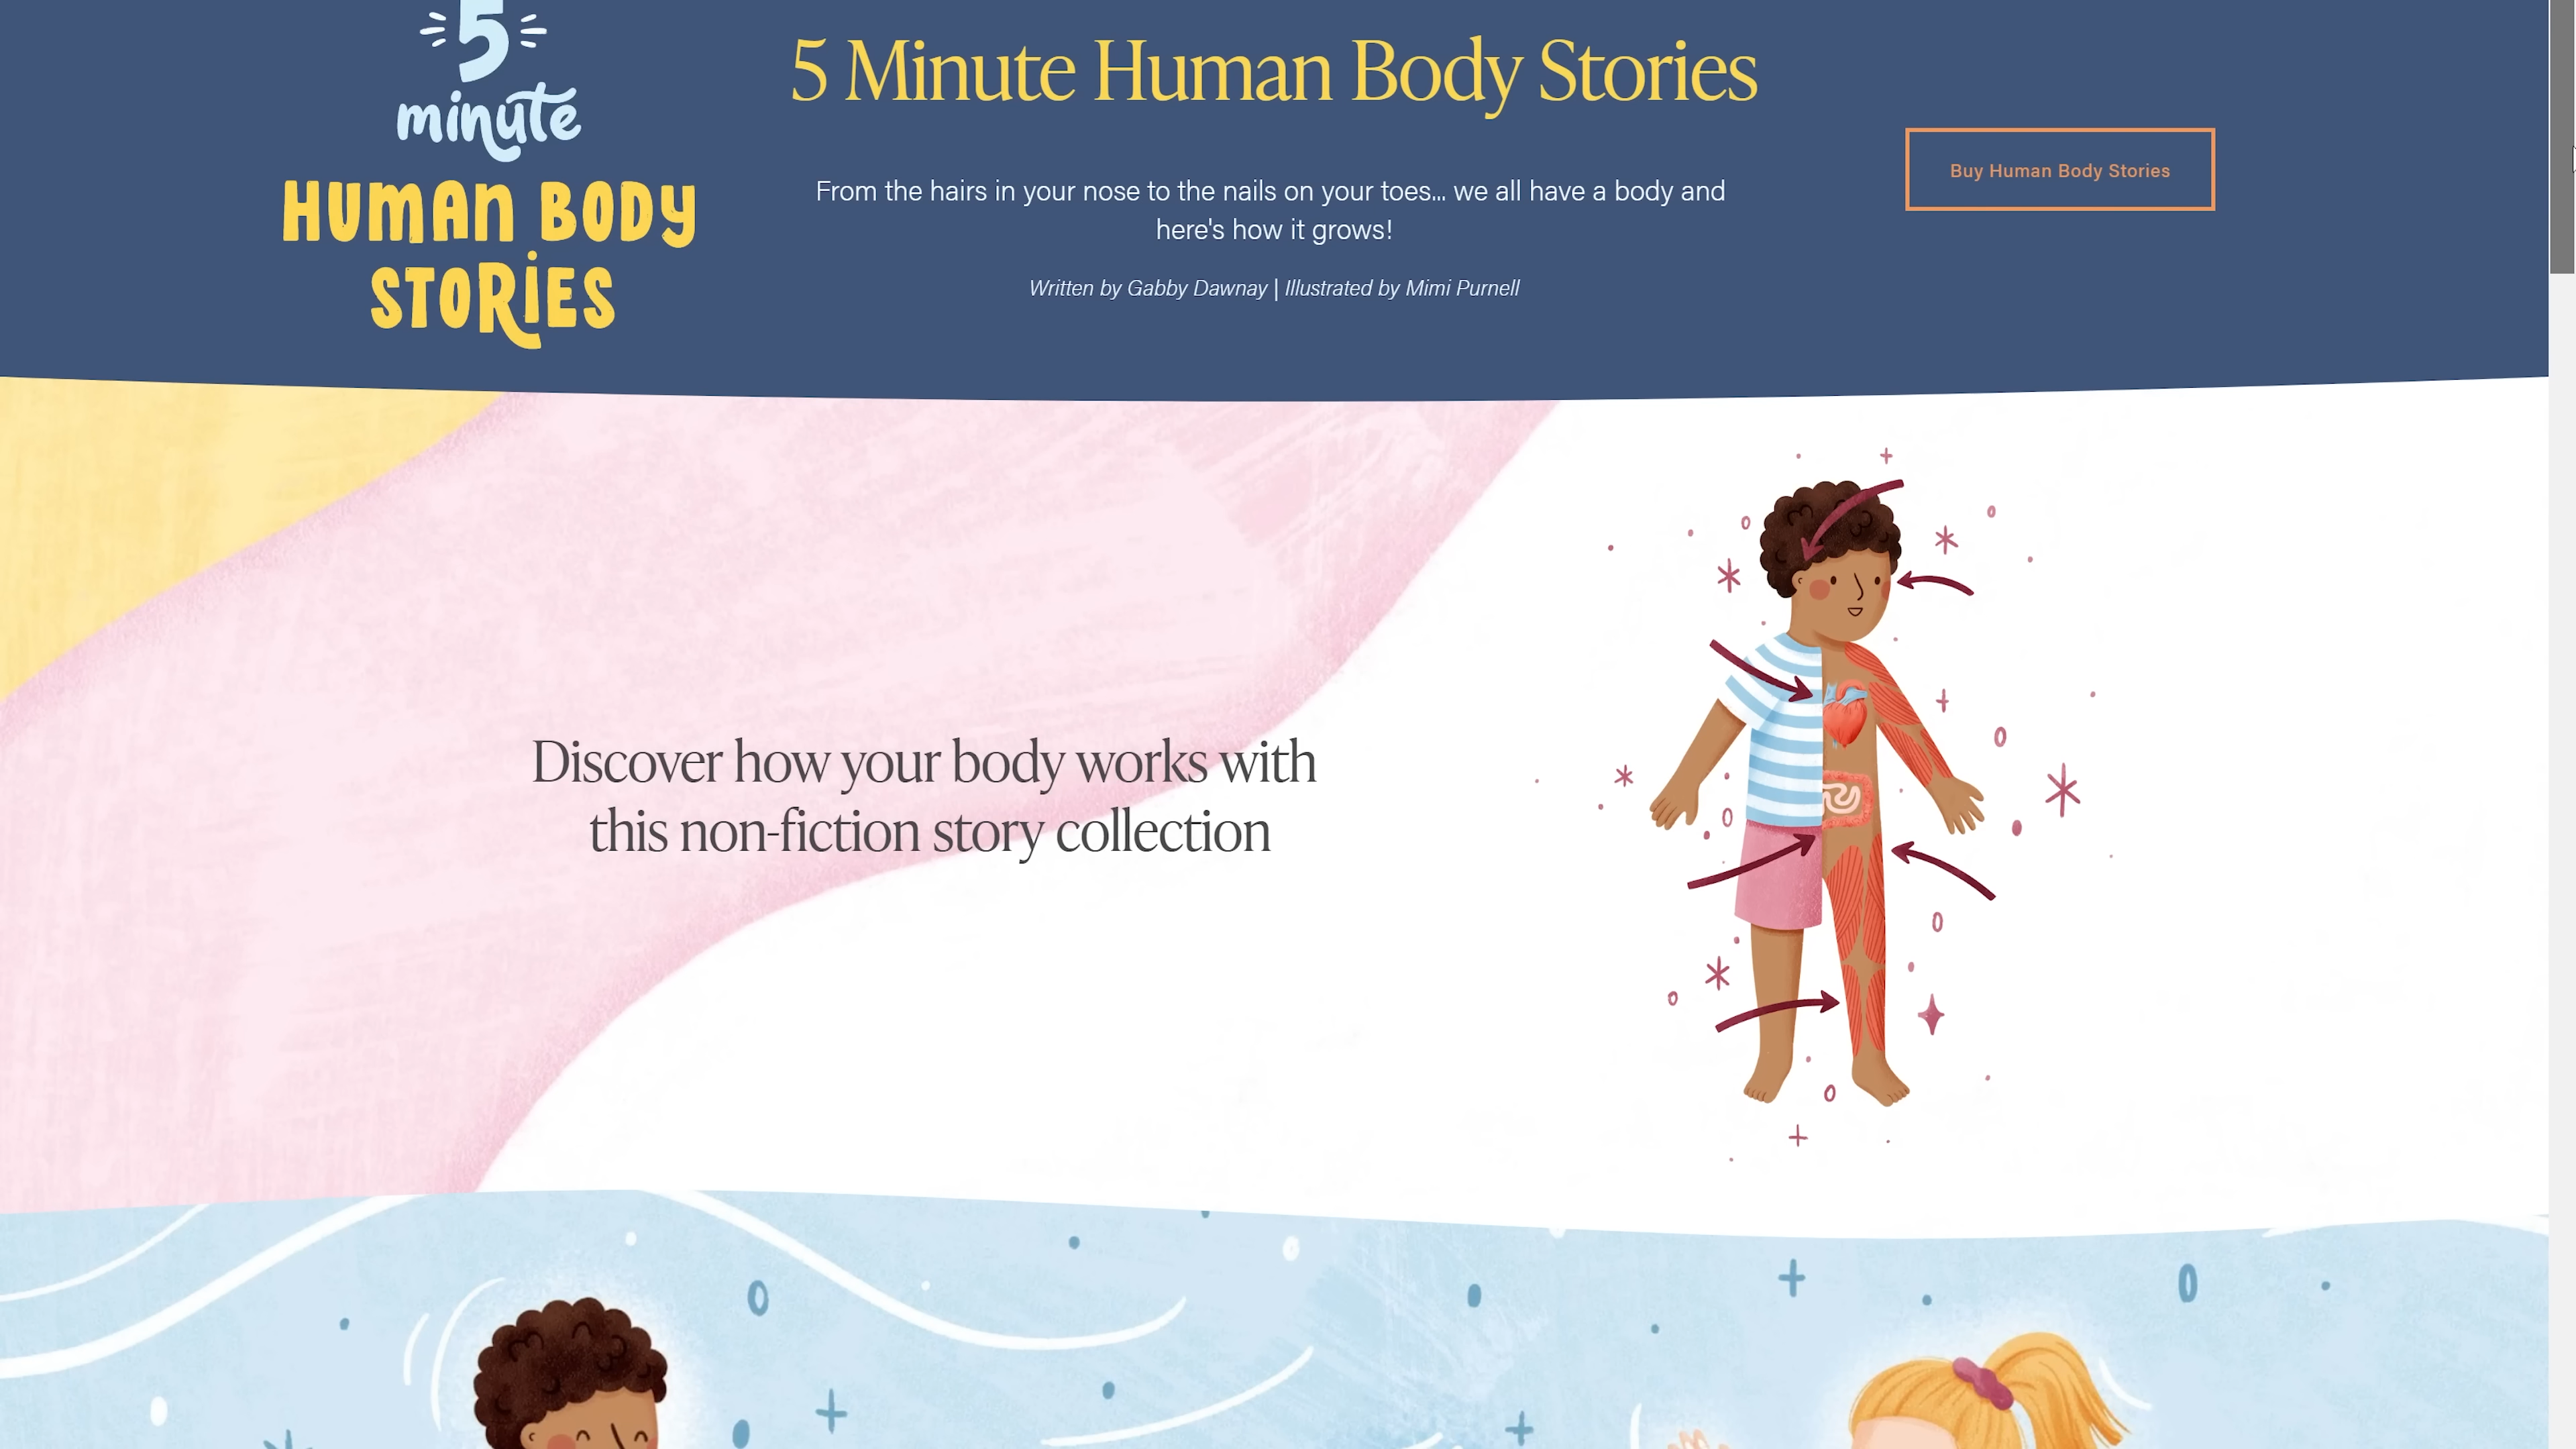 5
minute
HUMAN BODY
STORiES
5 Minute Human Body Stories
From the hairs in your nose to the nails on your toes... we all have a body and
here's how it grows!
Written by Gabby Dawnay | Illustrated by Mimi Purnell
Buy Human Body Stories
Discover how your body works with
this non-fiction story collection